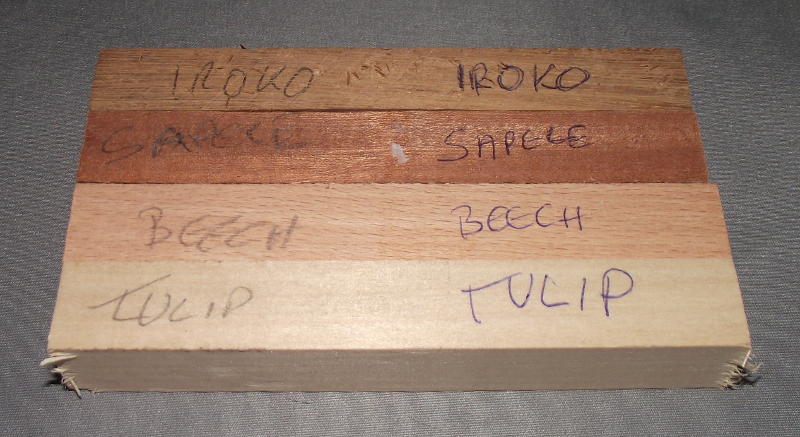 IROKO IROKO
SAPELE SAPELE
BEECH BEECH
TULIP TULIP